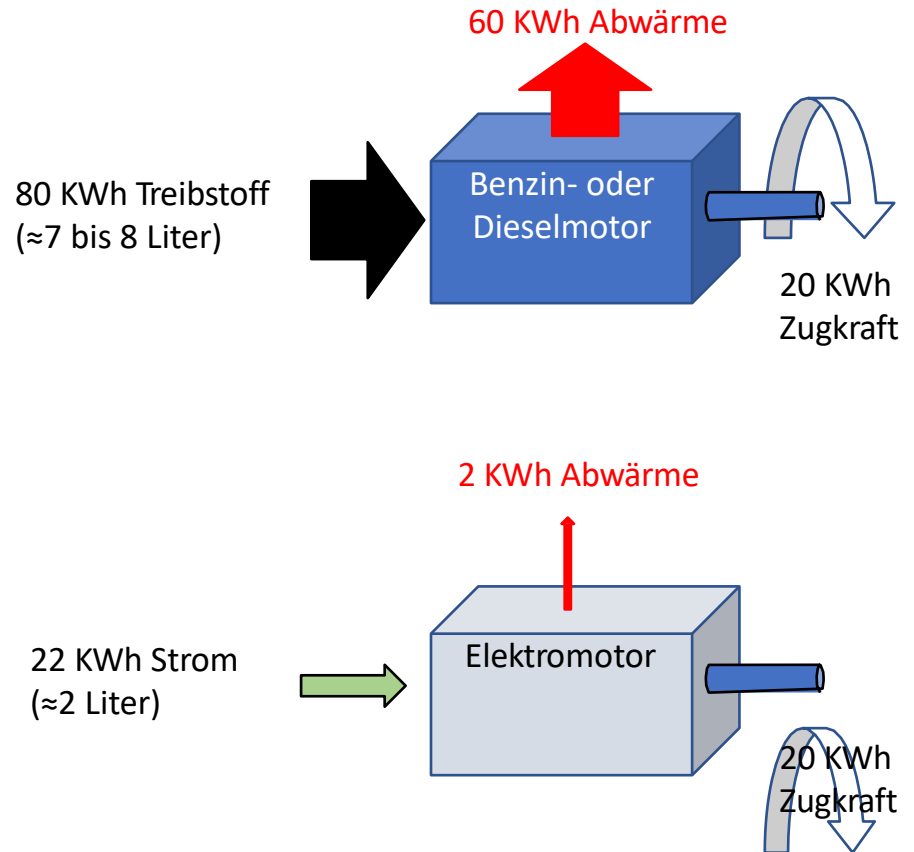 60 KWh Abwärme
80 KWh Treibstoff
(≈7 bis 8 Liter)
Benzin- oder
Dieselmotor
20 KWh
Zugkraft
2 KWh Abwärme
22 KWh Strom
(≈2 Liter)
Elektromotor
20 KWh
Zugkraft